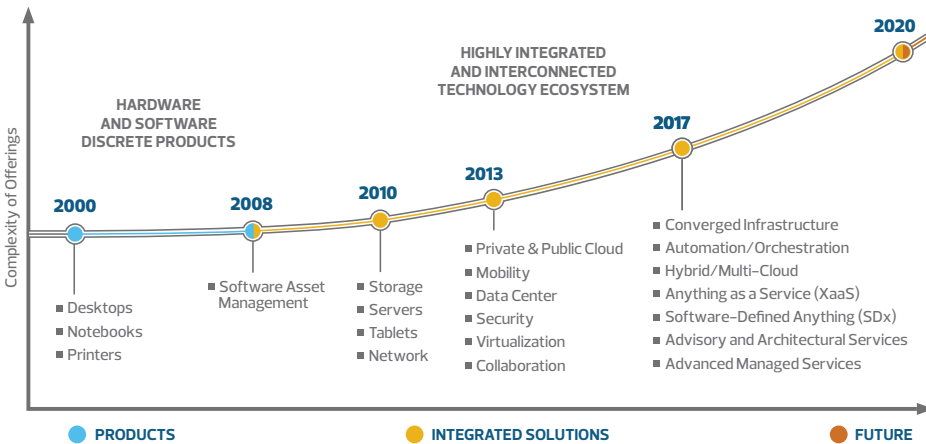 2020
HIGHLY INTEGRATED
AND INTERCONNECTED
TECHNOLOGY ECOSYSTEM
HARDWARE
AND SOFTWARE
DISCRETE PRODUCTS
2017
2013
2010
2008
2000
Complexity of Offerings
■ Desktops
■ Notebooks
■ Printers
■ Software Asset
Management
■ Storage
■ Servers
■ Tablets
■ Network
■ Private & Public Cloud
■ Mobility
■ Data Center
■ Security
■ Virtualization
■ Collaboration
■ Converged Infrastructure
■ Automation/Orchestration
■ Hybrid/Multi-Cloud
■ Anything as a Service (XaaS)
■ Software-Defined Anything (SDx)
■ Advisory and Architectural Services
■ Advanced Managed Services
PRODUCTS
INTEGRATED SOLUTIONS
FUTURE